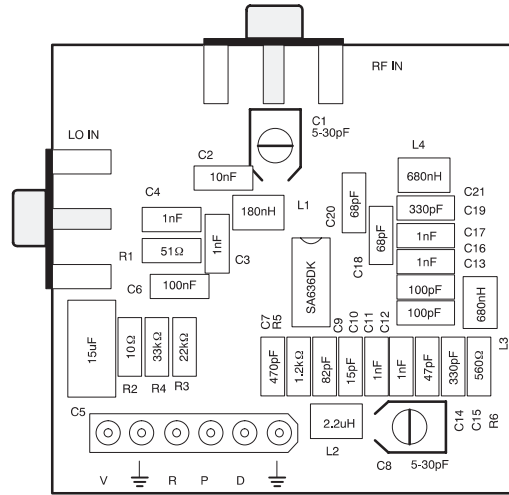 RF IN
LO IN
C1
5-30pF
L4
C2
10nF
680nH
C4
C20
68pF
C21
330pF
C19
1nF
180nH
L1
68pF
1nF
C17
R1
51Ω
1nF
C3
C18
SA636DK
1nF
C16
C13
C6
100nF
100pF
680nH
100pF
15uF
10Ω
33kΩ
22kΩ
C7
R5
C9
C10
C11
C12
L3
470pF
1.2kΩ
82pF
15pF
1nF
1nF
47pF
330pF
560Ω
R2
R4
R3
C5
2.2uH
C14
C15
R6
L2
C8
5-30pF
V
R
P
D